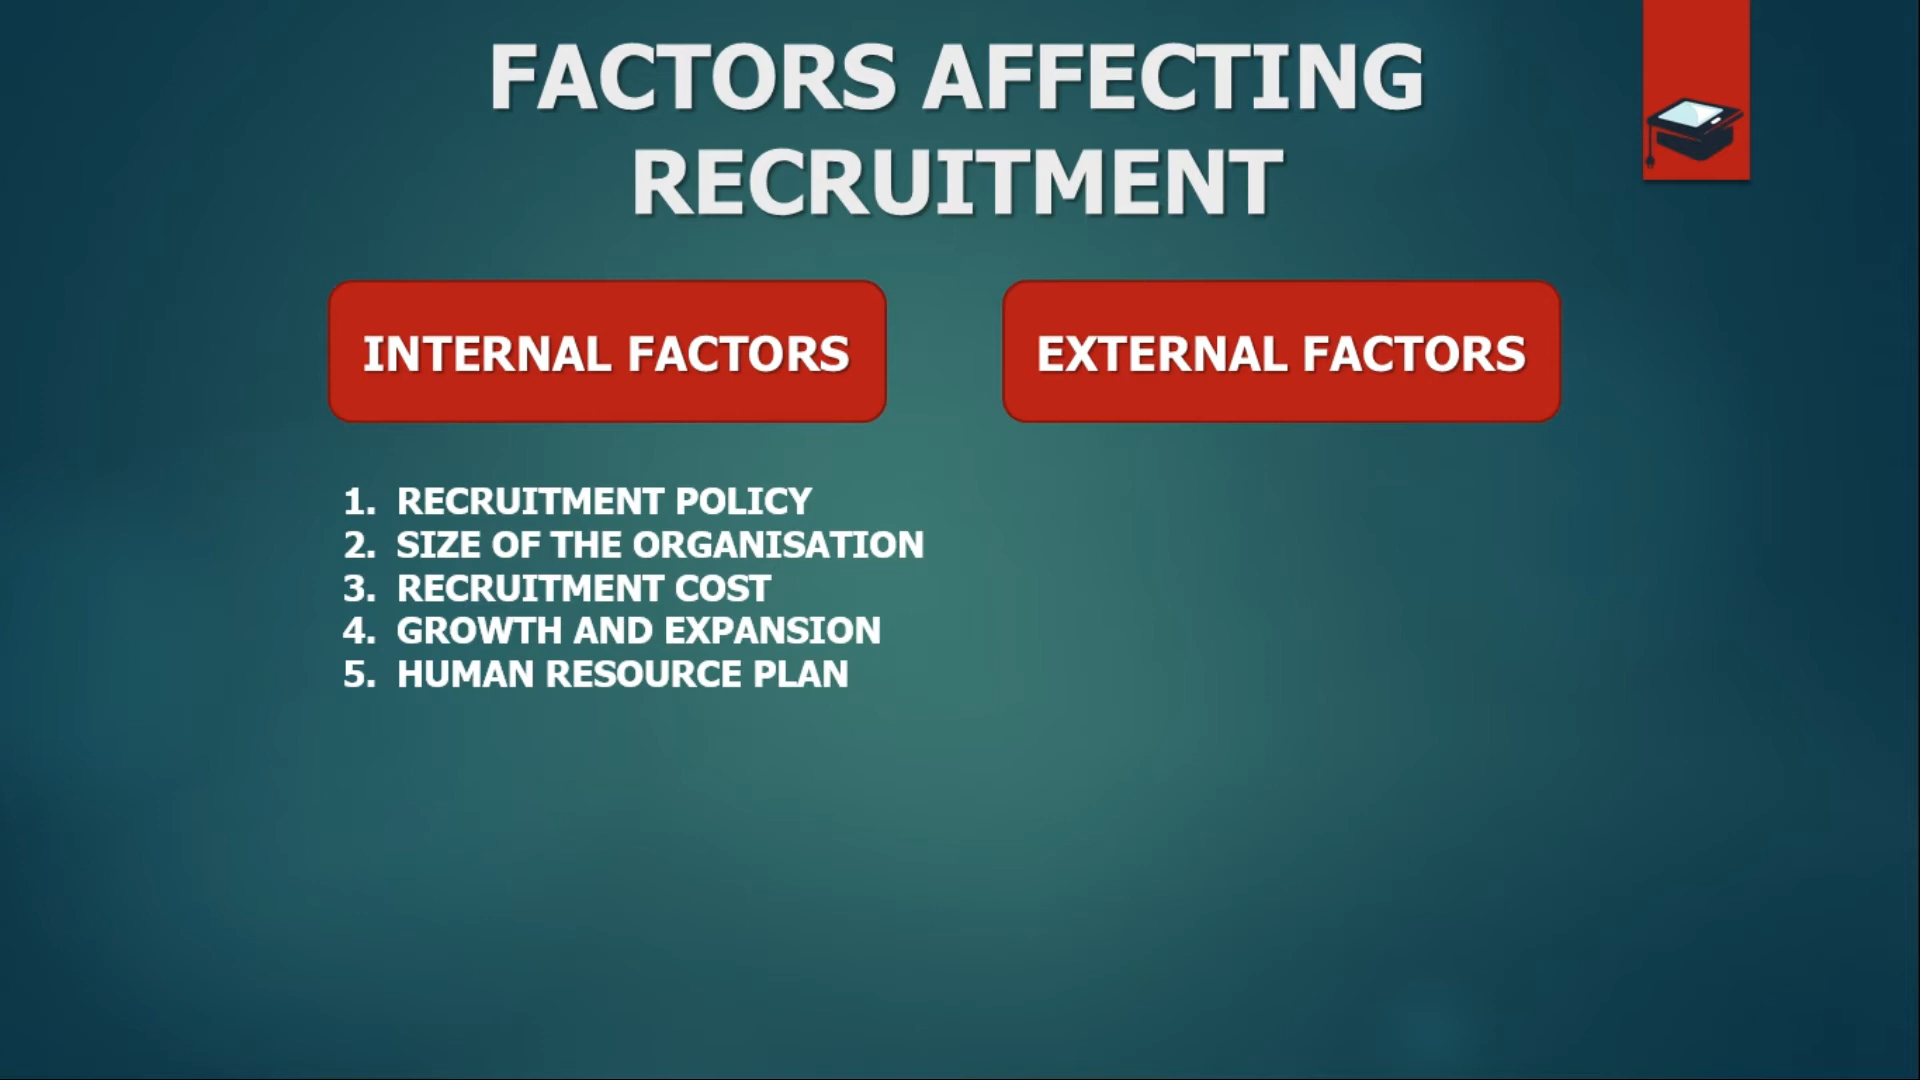 FACTORS AFFECTING
RECRUITMENT
INTERNAL FACTORS
EXTERNAL FACTORS
1. RECRUITMENT POLICY
2. SIZE OF THE ORGANISATION
3. RECRUITMENT COST
4. GROWTH AND EXPANSION
5. HUMAN RESOURCE PLAN